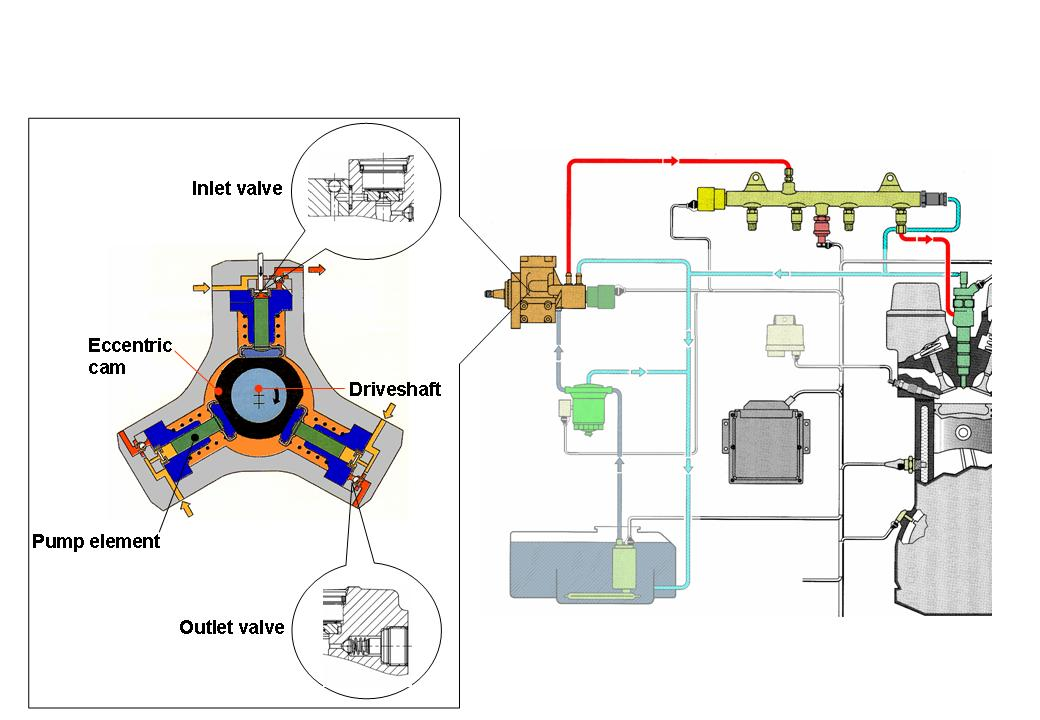 Inlet valve
Eccentric
cam
Driveshaft
Pump element
Outlet valve